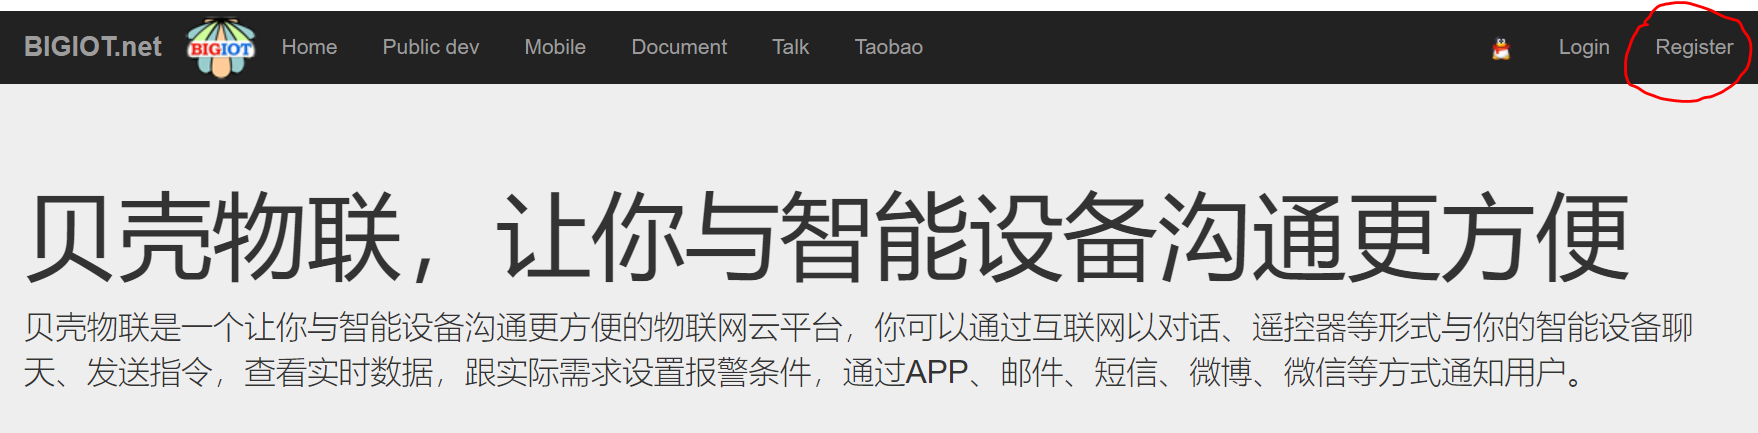 BIGIOT.net BIGIOT Home Public dev Mobile Document Talk Taobao Login Register
贝壳物联，让你与智能设备沟通更方便
贝壳物联是一个让你与智能设备沟通更方便的物联网云平台，你可以通过互联网以对话、遥控器等形式与你的智能设备聊
天、发送指令，查看实时数据，跟实际需求设置报警条件，通过APP、邮件、短信、微博、微信等方式通知用户。